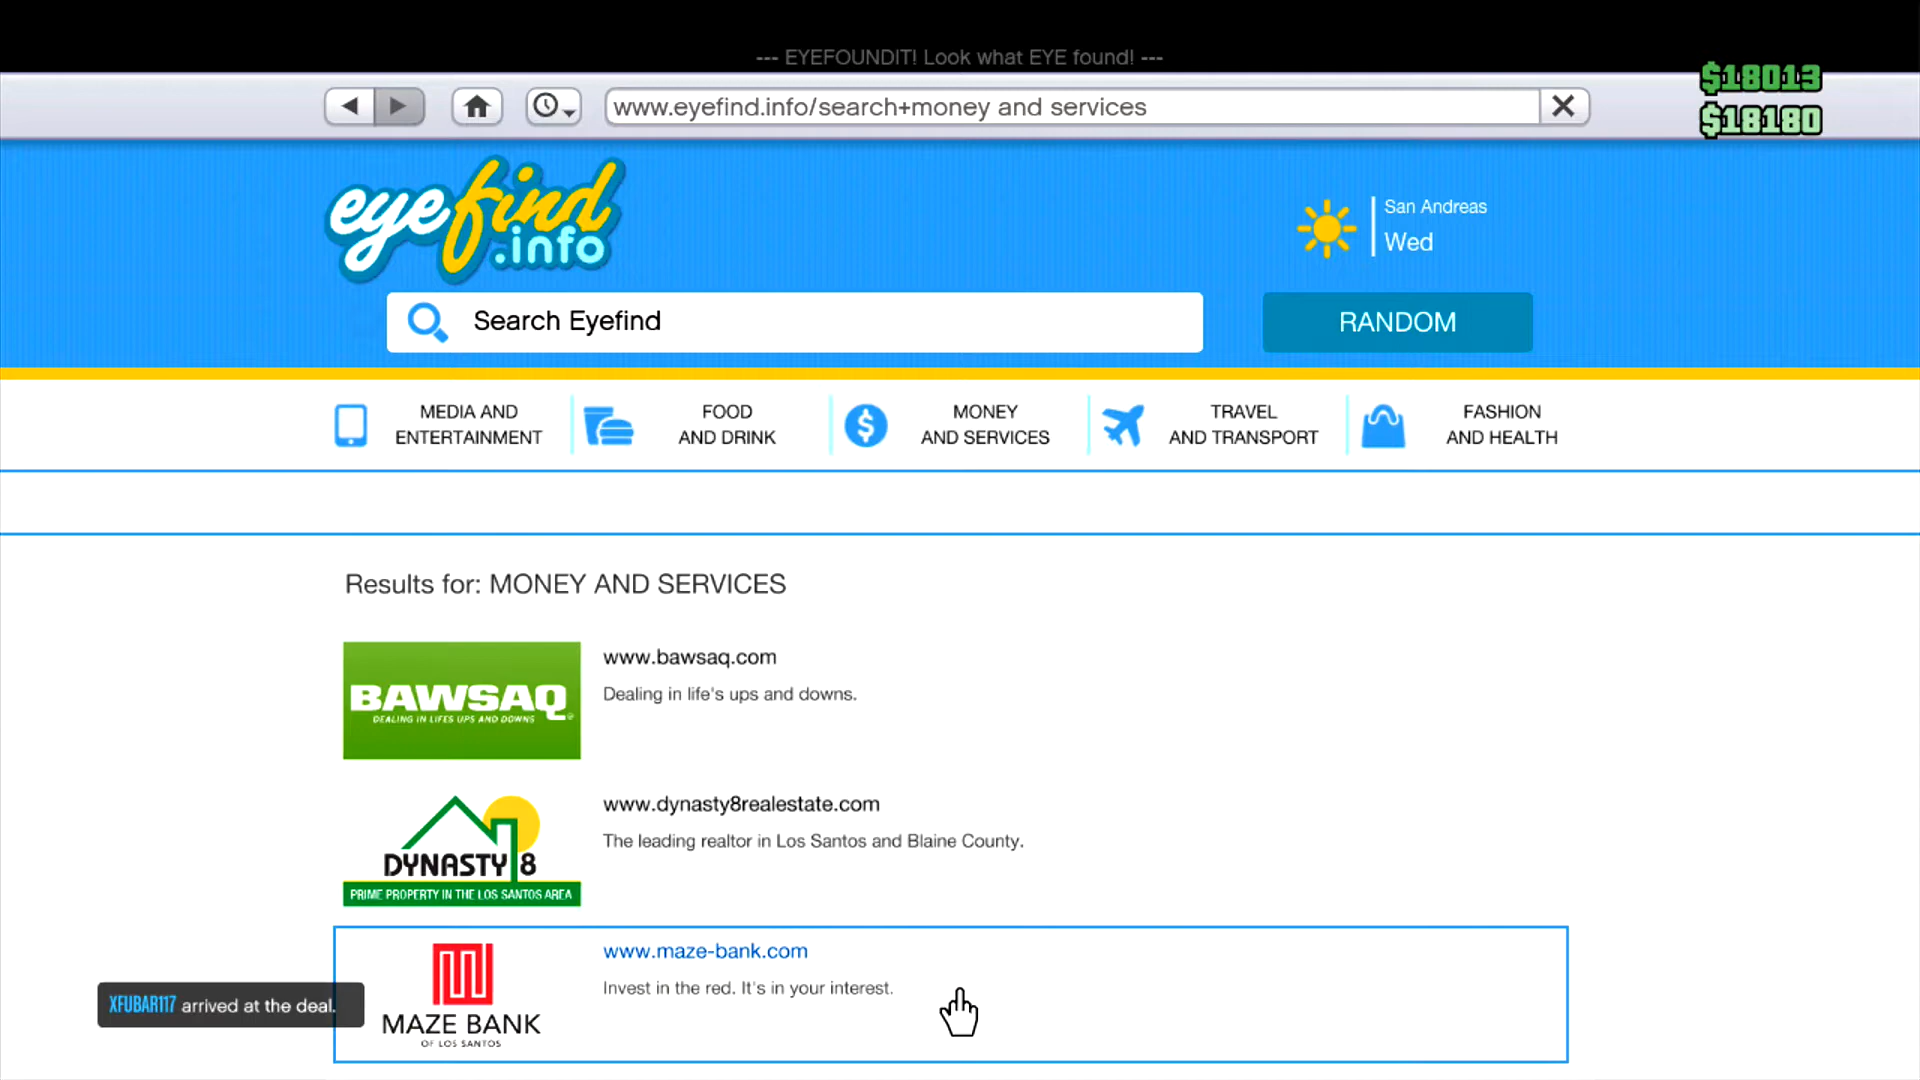 --- EYEFOUNDIT! Look what EYE found! ---
$18013
www.eyefind.info/search+money and services
$18180
eyefind
.info
San Andreas
Wed
Search Eyefind
RANDOM
MEDIA AND
ENTERTAINMENT
FOOD
AND DRINK
$
MONEY
AND SERVICES
TRAVEL
AND TRANSPORT
FASHION
AND HEALTH
Results for: MONEY AND SERVICES
BAWSAQ
DEALING IN LIFES UPS AND DOWNS
www.bawsaq.com
Dealing in life's ups and downs.
DYNASTY 8
PRIME PROPERTY IN THE LOS SANTOS AREA
www.dynasty8realestate.com
The leading realtor in Los Santos and Blaine County.
MAZE BANK
OF LOS SANTOS
www.maze-bank.com
Invest in the red. It's in your interest.
XFUBAR117 arrived at the deal.